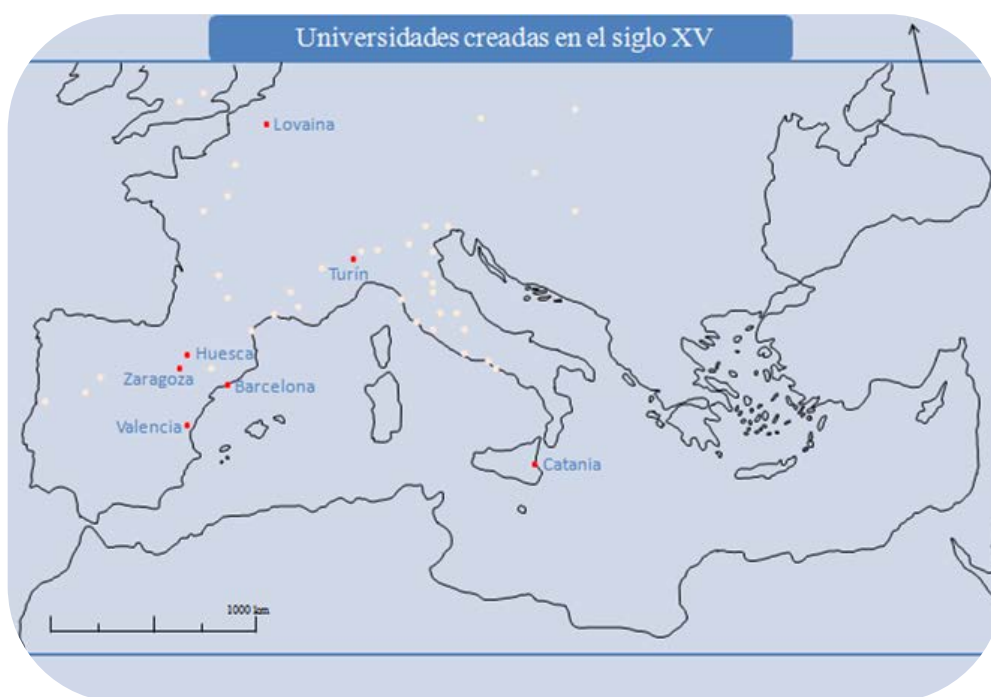 Universidades creadas en el siglo XV
Lovaina
Turín
Huesca
Zaragoza
Barcelona
Valencia
Catania
1000 km